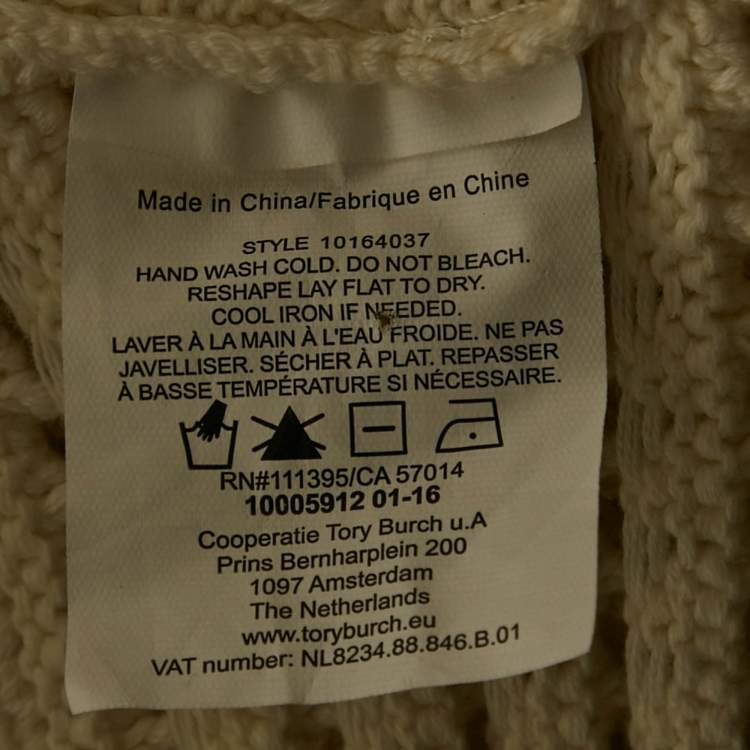 Made in China/Fabrique en Chine
STYLE 10164037
HAND WASH COLD. DO NOT BLEACH.
RESHAPE LAY FLAT TO DRY.
COOL IRON IF NEEDED.
LAVER À LA MAIN À L'EAU FROIDE. NE PAS
JAVELLISER. SÉCHER À PLAT. REPASSER
À BASSE TEMPÉRATURE SI NÉCESSAIRE.
RN#111395/CA 57014
10005912 01-16
Cooperatie Tory Burch u.A
Prins Bernharplein 200
1097 Amsterdam
The Netherlands
www.toryburch.eu
VAT number: NL8234.88.846.B.01